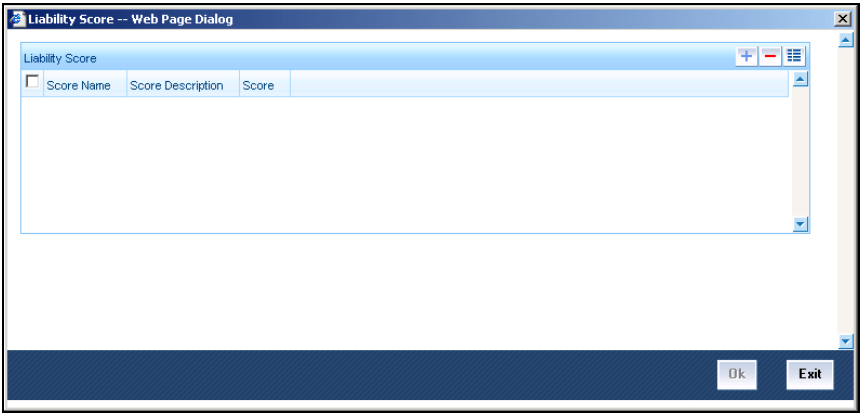 Liability Score -- Web Page Dialog
Liability Score
Score Name Score Description Score
Ok Exit